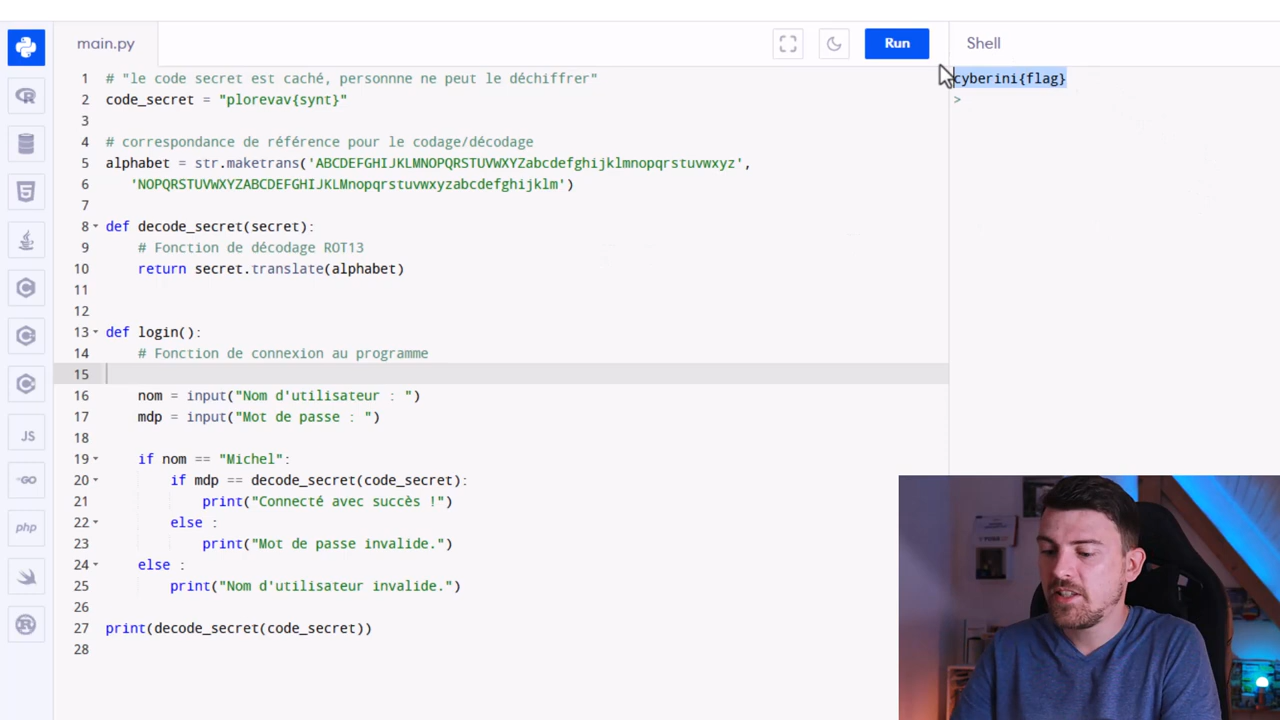 main.py
Run
Shell
1 # "le code secret est caché, personnne ne peut le déchiffrer"
2 code_secret = "plorevav{synt}"
3
4 # correspondance de référence pour le codage/décodage
5 alphabet = str.maketrans('ABCDEFGHIJKLMNOPQRSTUVWXYZabcdefghijklmnopqrstuvwxyz',
6 'NOPQRSTUVWXYZABCDEFGHIJKLMnopqrstuvwxyzabcdefghijklm')
7
8 def decode_secret(secret):
9 # Fonction de décodage ROT13
10 return secret.translate(alphabet)
11
12
13 def login():
14 # Fonction de connexion au programme
15
16 nom = input("Nom d'utilisateur : ")
17 mdp = input("Mot de passe : ")
18
19 if nom == "Michel":
20 if mdp == decode_secret(code_secret):
21 print("Connecté avec succès !")
22 else :
23 print("Mot de passe invalide.")
24 else :
25 print("Nom d'utilisateur invalide.")
26
27 print(decode_secret(code_secret))
28
cyberini{flag}
>
JS
GO
php